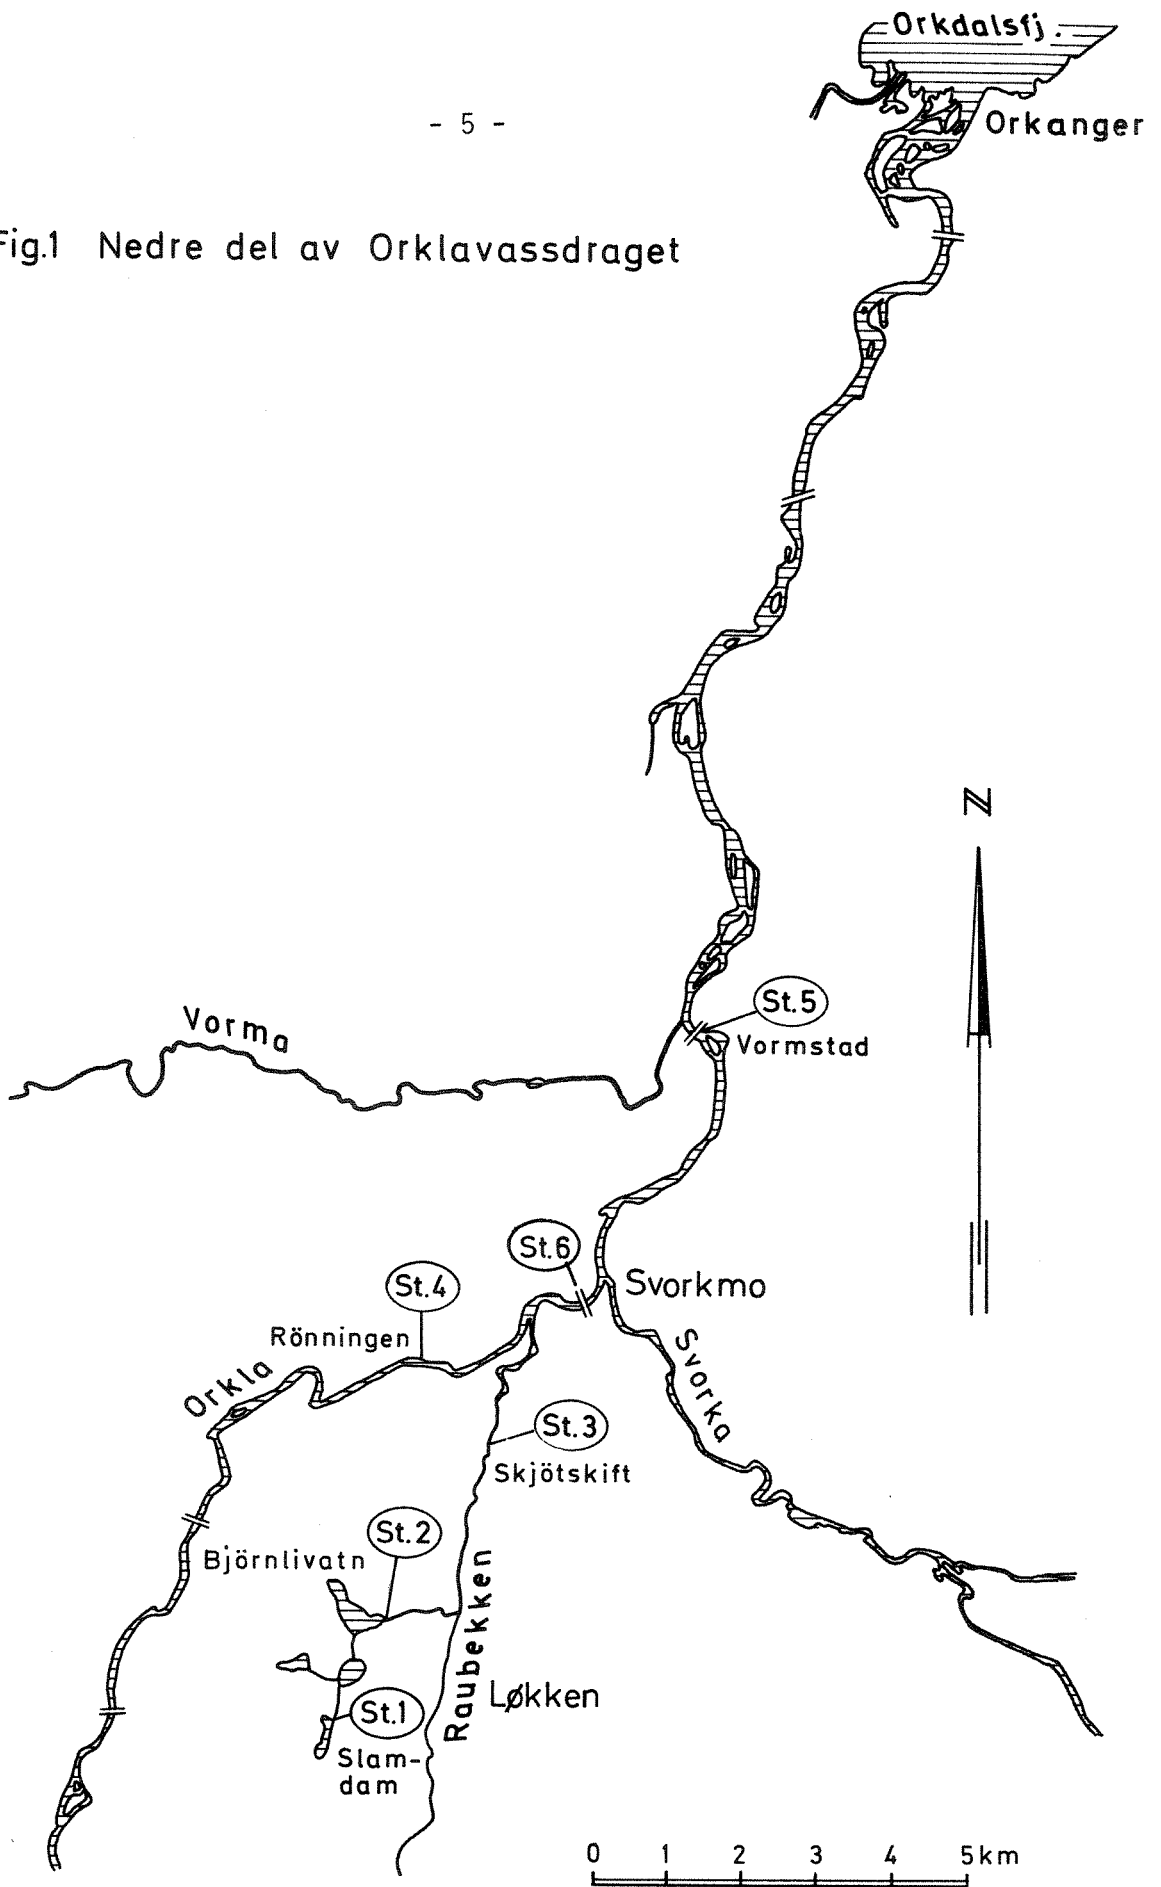 Orkdalsfj.
- 5 -
Orkanger
Fig.1 Nedre del av Orklavassdraget
N
St.5
Vorma
Vormstad
St.6
St.4
Svorkmo
Rönningen
Orkla
Svorka
St.3
Skjötskift
St.2
Björnlivatn
Raubekken
Løkken
St.1
Slam-
dam
0 1 2 3 4 5km